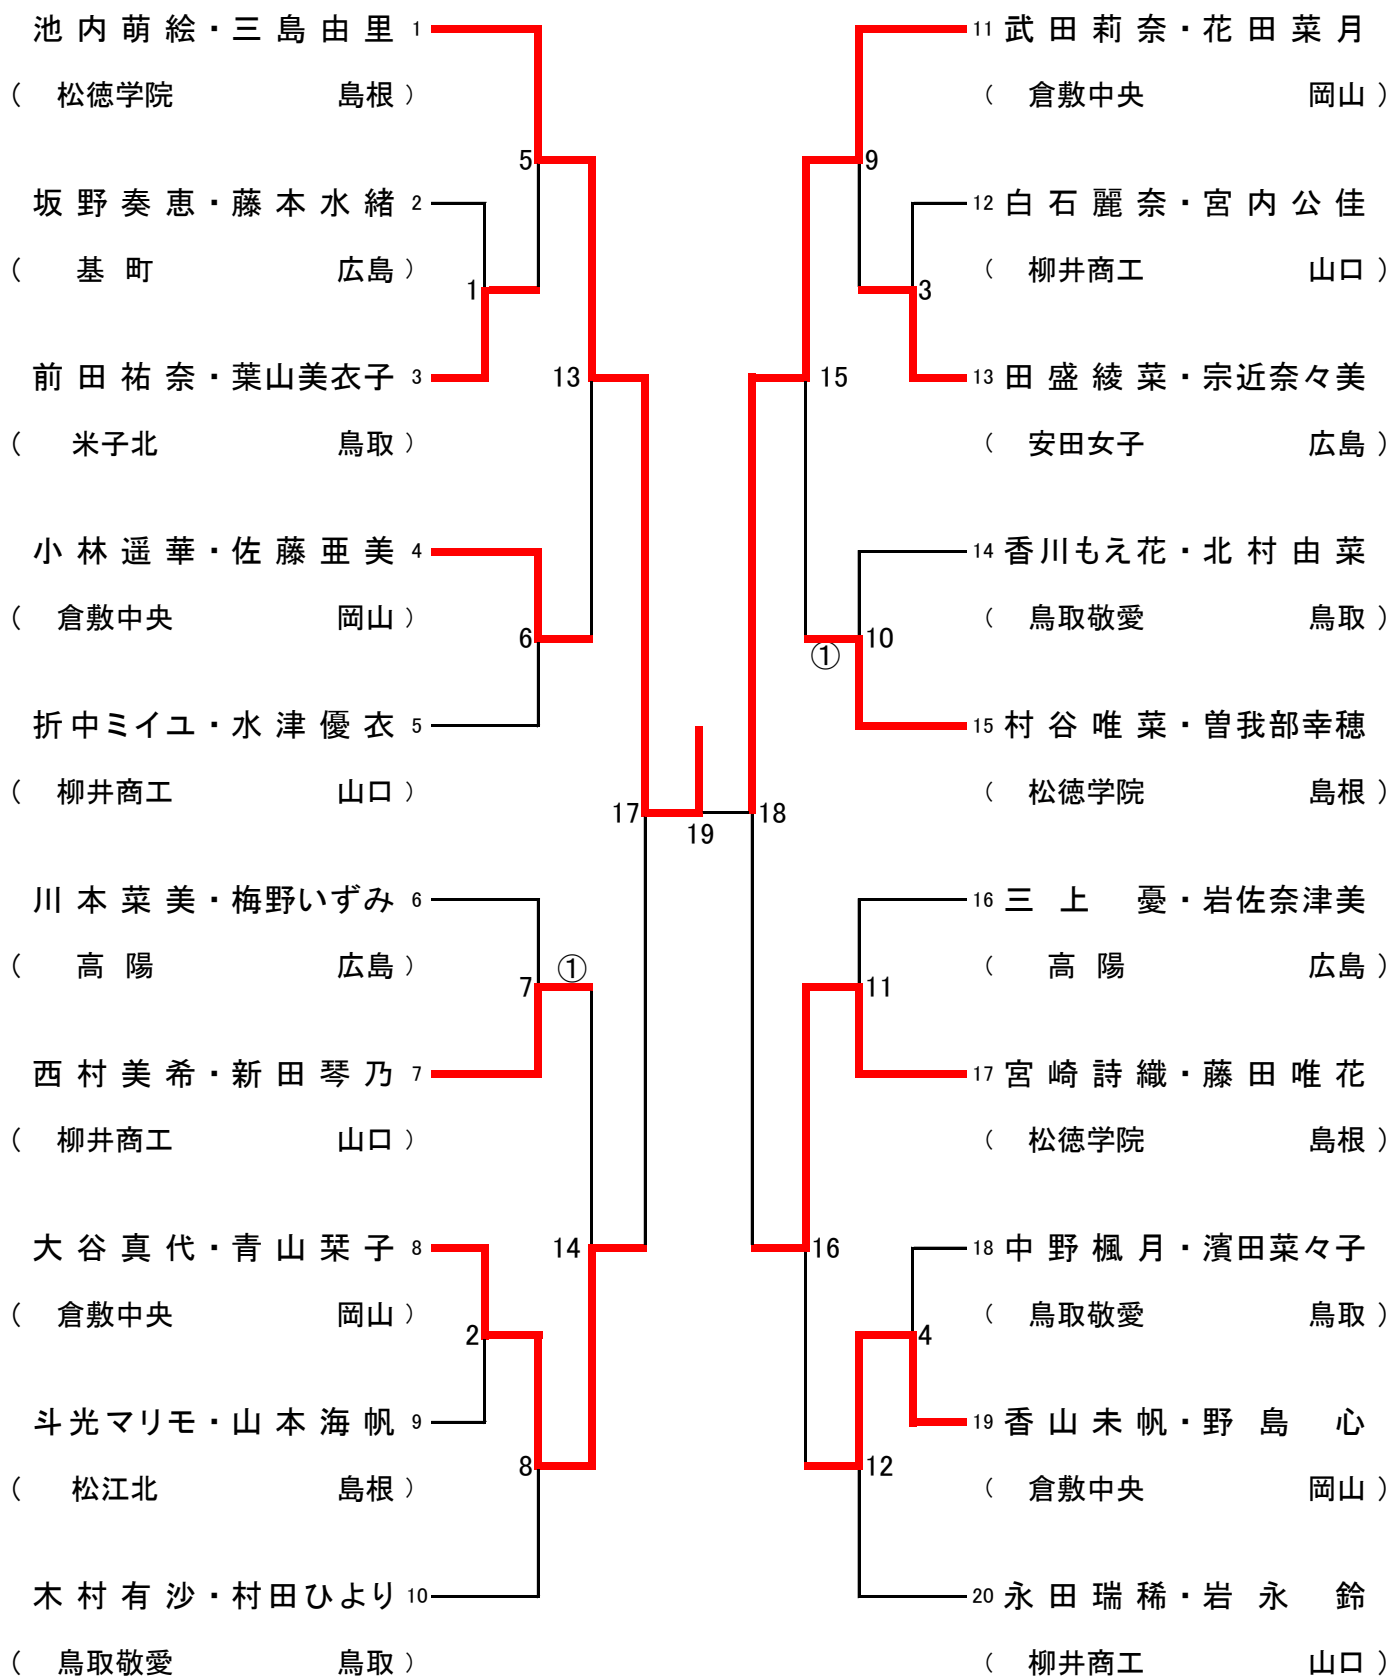 池内萌絵・三島由里 1
（ 松徳学院 島根 ）
坂野奏恵・藤本水緒 2
（ 基町 広島 ）
前田祐奈・葉山美衣子 3
（ 米子北 鳥取 ）
小林遥華・佐藤亜美 4
（ 倉敷中央 岡山 ）
折中ミイユ・水津優衣 5
（ 柳井商工 山口 ）
川本菜美・梅野いずみ 6
（ 高陽 広島 ）
西村美希・新田琴乃 7
（ 柳井商工 山口 ）
大谷真代・青山栞子 8
（ 倉敷中央 岡山 ）
斗光マリモ・山本海帆 9
（ 松江北 島根 ）
木村有沙・村田ひより 10
（ 鳥取敬愛 鳥取 ）
5
1
13
6
17
7
①
14
2
8
19
18
9
3
15
10
①
11
16
4
12
11 武田莉奈・花田菜月
（ 倉敷中央 岡山 ）
12 白石麗奈・宮内公佳
（ 柳井商工 山口 ）
13 田盛綾菜・宗近奈々美
（ 安田女子 広島 ）
14 香川もえ花・北村由菜
（ 鳥取敬愛 鳥取 ）
15 村谷唯菜・曽我部幸穂
（ 松徳学院 島根 ）
16 三上憂・岩佐奈津美
（ 高陽 広島 ）
17 宮崎詩織・藤田唯花
（ 松徳学院 島根 ）
18 中野楓月・濱田菜々子
（ 鳥取敬愛 鳥取 ）
19 香山未帆・野島心
（ 倉敷中央 岡山 ）
20 永田瑞稀・岩永鈴
（ 柳井商工 山口 ）